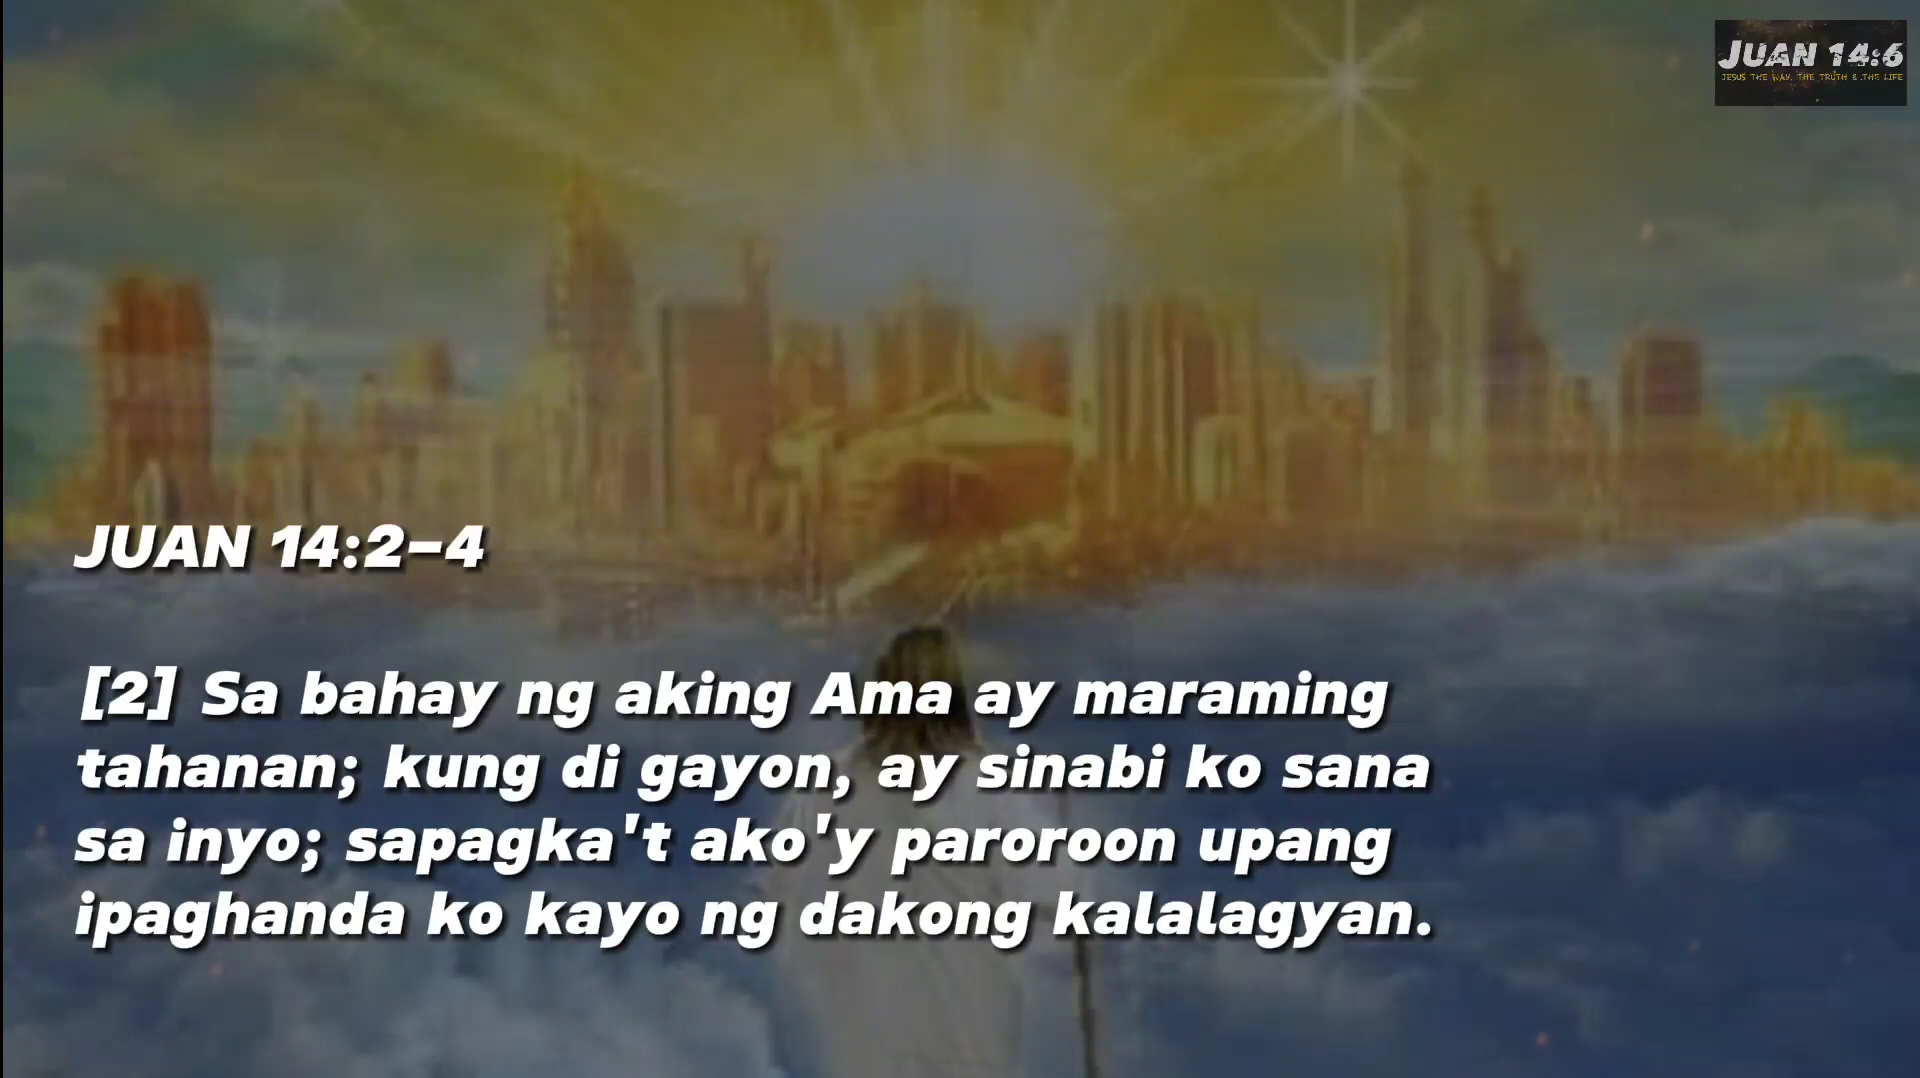 JUAN 14:6
JESUS THE WAY, THE TRUTH & THE LIFE
JUAN 14:2-4
[2] Sa bahay ng aking Ama ay maraming
tahanan; kung di gayon, ay sinabi ko sana
sa inyo; sapagka't ako'y paroroon upang
ipaghanda ko kayo ng dakong kalalagyan.